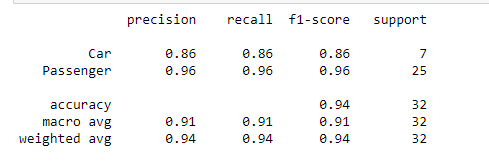 precision recall f1-score support
Car 0.86 0.86 0.86 7
Passenger 0.96 0.96 0.96 25
accuracy 0.94 32
macro avg 0.91 0.91 0.91 32
weighted avg 0.94 0.94 0.94 32